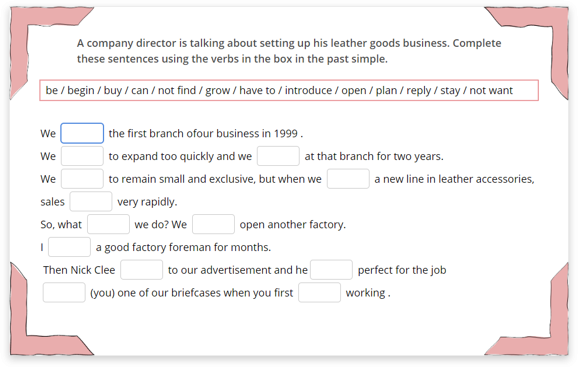 A company director is talking about setting up his leather goods business. Complete
these sentences using the verbs in the box in the past simple.
be / begin / buy / can / not find / grow / have to / introduce / open / plan / reply / stay / not want
We the first branch ofour business in 1999 .
We to expand too quickly and we at that branch for two years.
We to remain small and exclusive, but when we a new line in leather accessories,
sales very rapidly.
So, what we do? We open another factory.
I a good factory foreman for months.
Then Nick Clee to our advertisement and he perfect for the job
(you) one of our briefcases when you first working .